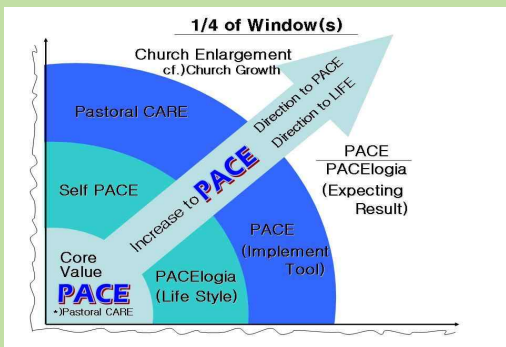 1/4 of Window(s)
Church Enlargement
cf.)Church Growth
Direction to PACE
Direction to LIFE
Pastoral CARE
PACE
PACElogia
(Expecting
Result)
Increase to PACE
Self PACE
PACE
(Implement
Tool)
Core
Value
PACE
*)Pastoral CARE
PACElogia
(Life Style)